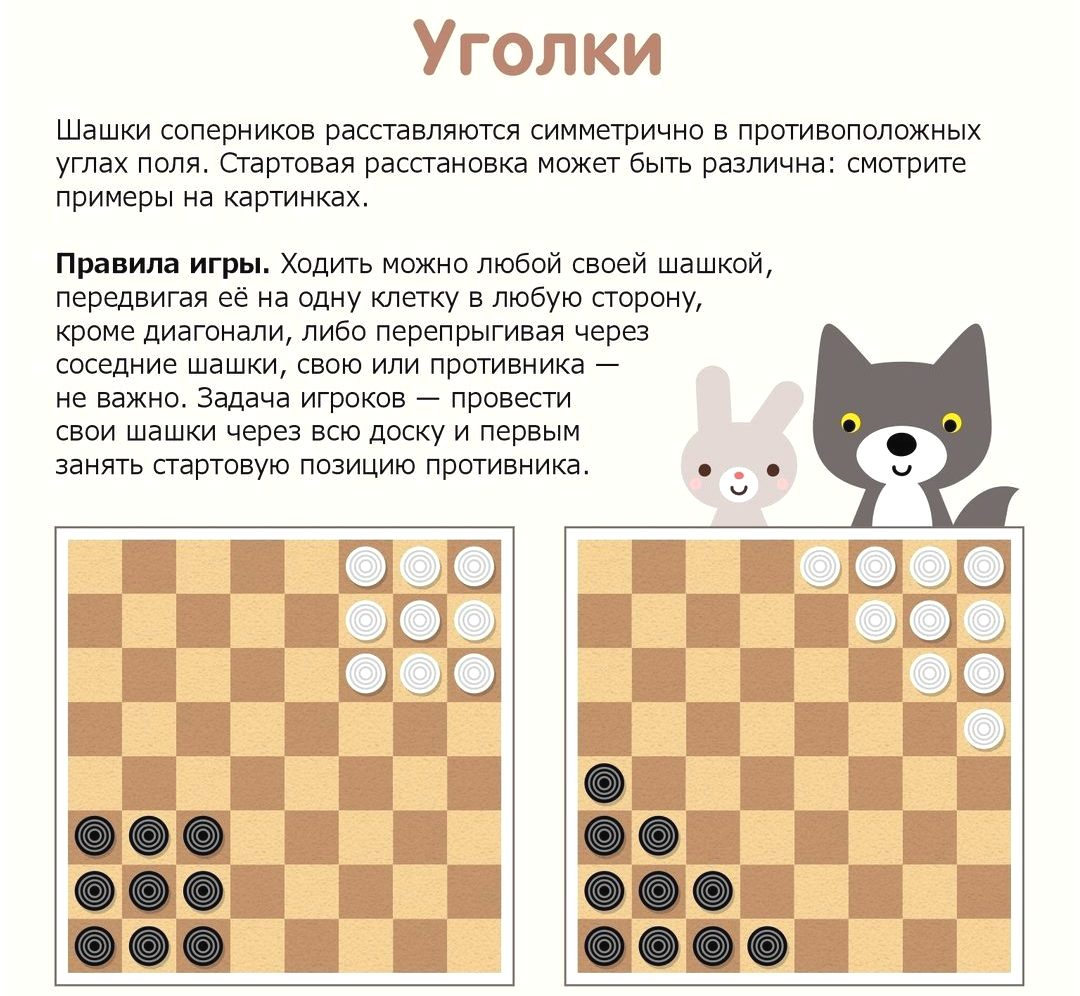 Уголки
Шашки соперников расставляются симметрично в противоположных
углах поля. Стартовая расстановка может быть различна: смотрите
примеры на картинках.
Правила игры. Ходить можно любой своей шашкой,
передвигая её на одну клетку в любую сторону,
кроме диагонали, либо перепрыгивая через
соседние шашки, свою или противника —
не важно. Задача игроков — провести
свои шашки через всю доску и первым
занять стартовую позицию противника.